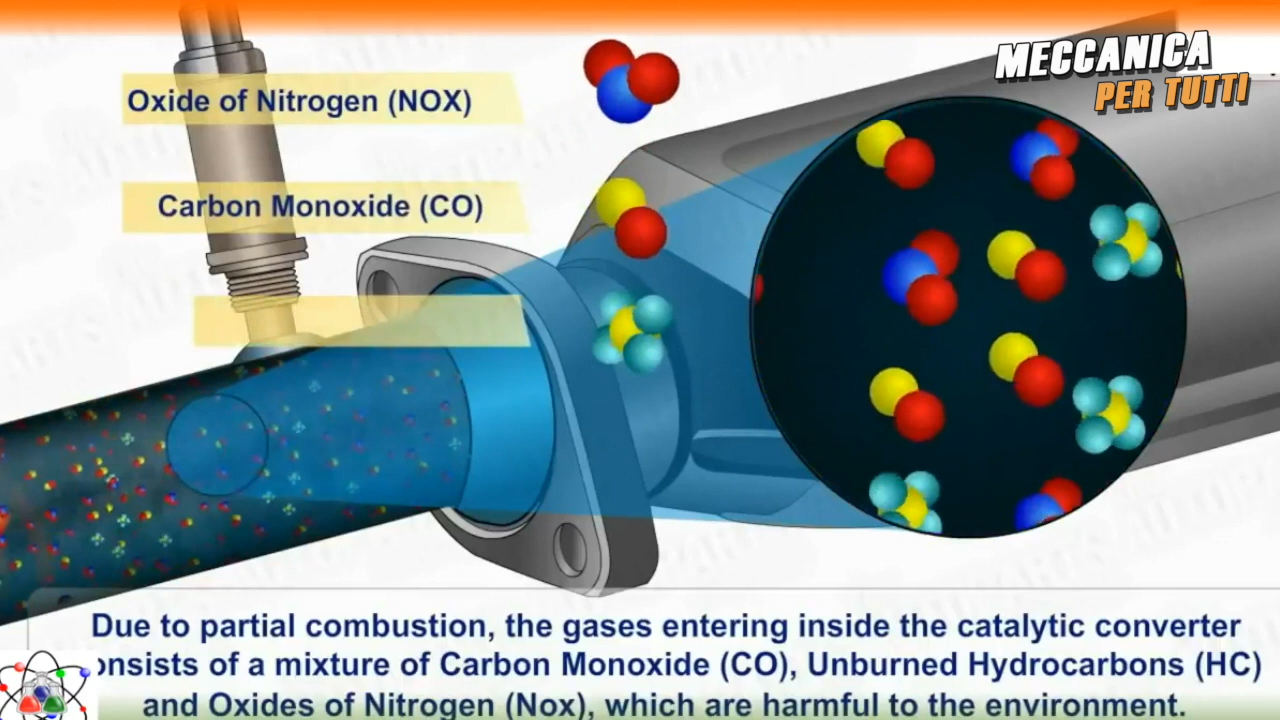 MECCANICA
PER TUTTI
Oxide of Nitrogen (NOX)
Carbon Monoxide (CO)
Due to partial combustion, the gases entering inside the catalytic converter
onsists of a mixture of Carbon Monoxide (CO), Unburned Hydrocarbons (HC)
and Oxides of Nitrogen (Nox), which are harmful to the environment.